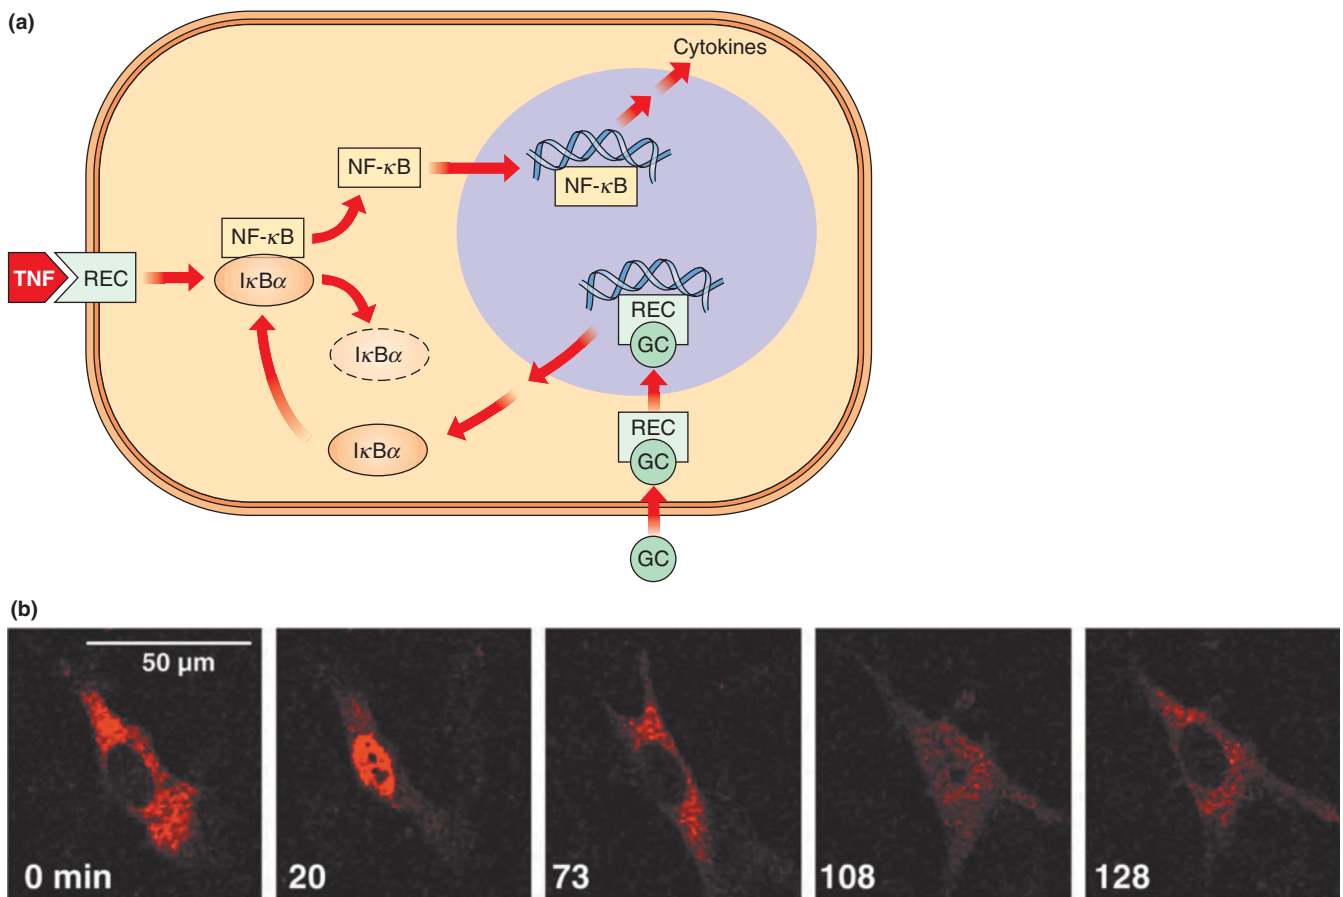 (a)
Cytokines
NF-κB
NF-κB
NF-κB
TNF
REC
IκBα
REC
GC
IκBα
REC
GC
IκBα
GC
(b)
50 µm
0 min
20
73
108
128